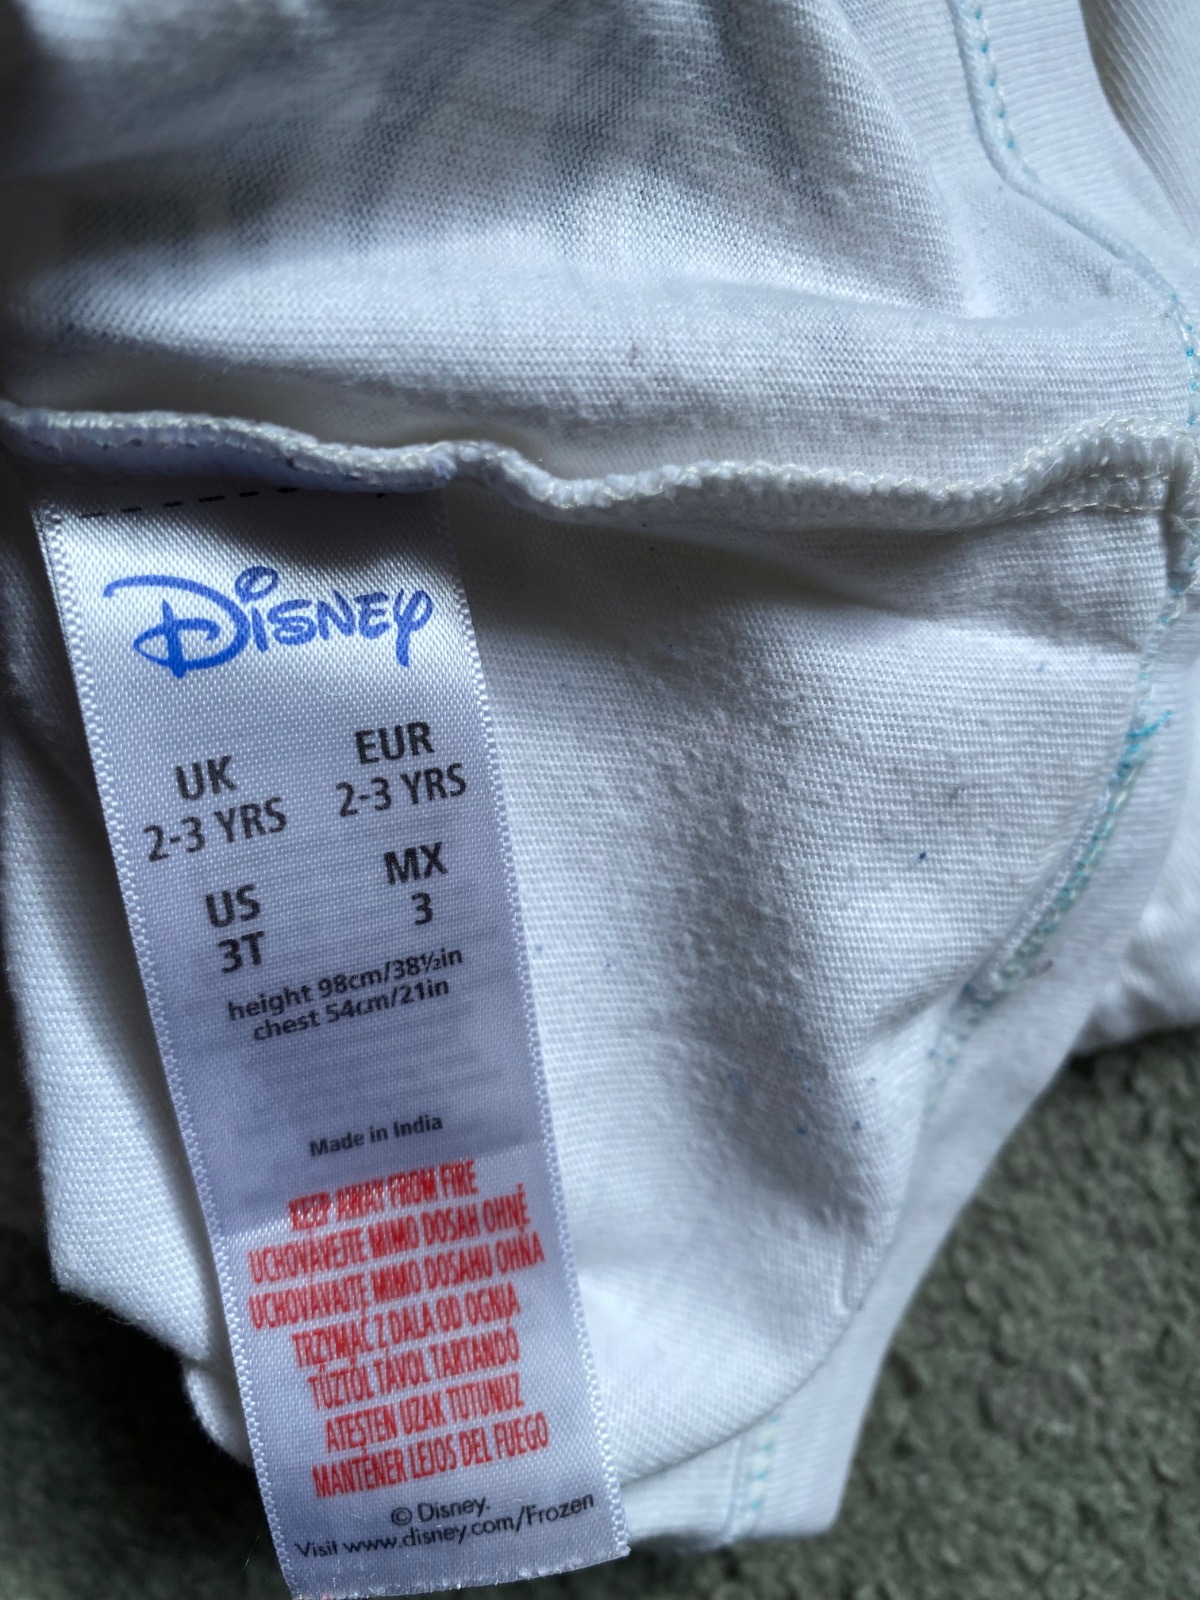 Disney
UK
2-3 YRS
EUR
2-3 YRS
US
3T
MX
3
height 98cm/38½in
chest 54cm/21in
Made in India
KEEP AWAY FROM FIRE
UCHOVÁVEJTE MIMO DOSAH OHNĚ
UCHOVÁVAJTE MIMO DOSAHU OHŇA
TRZYMAĆ Z DALA OD OGNIA
TŰZTŐL TÁVOL TARTANDÓ
ATEŞTEN UZAK TUTUNUZ
MANTENER LEJOS DEL FUEGO
© Disney.
Visit www.disney.com/Frozen